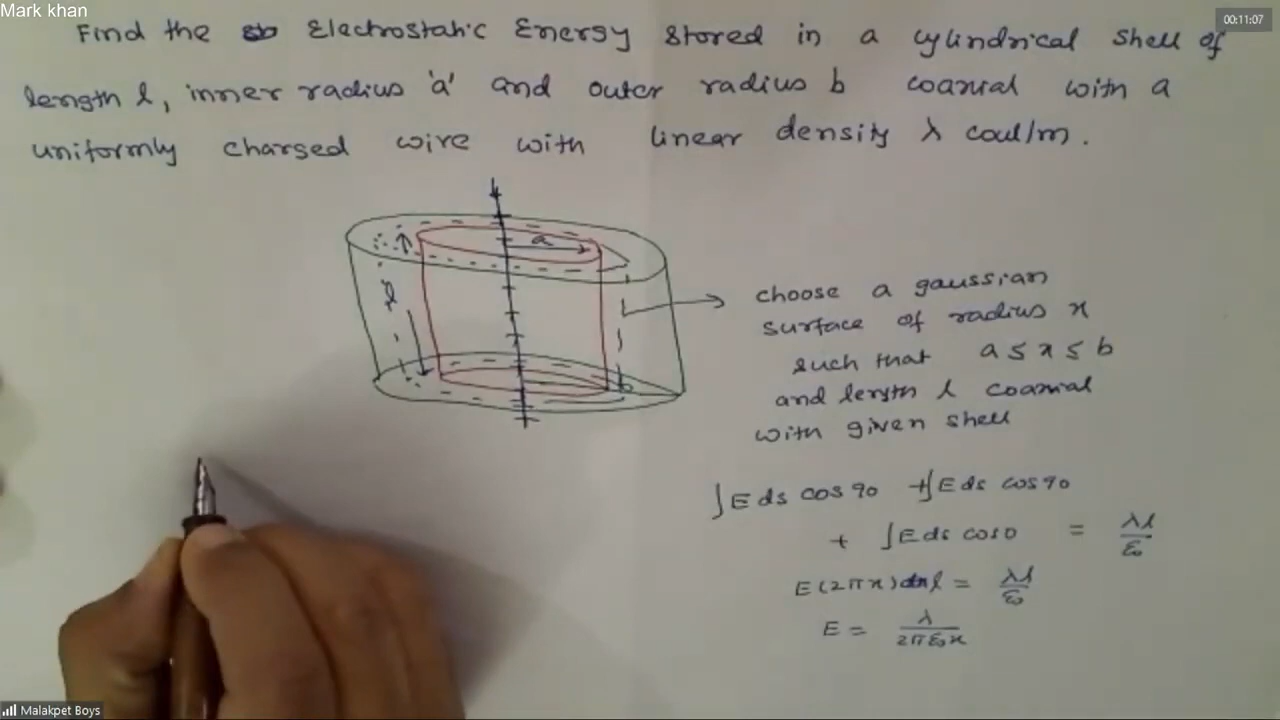 Mark khan
00:11:07
Find the Electrostatic Energy stored in a cylindrical shell of
length l, inner radius 'a' and outer radius b coaxial with a
uniformly charged wire with linear density λ coul/m.
a
l
b
choose a gaussian
surface of radius x
such that a ≤ x ≤ b
and length l coaxial
with given shell
∫E ds cos 90 + ∫E ds cos 90
+ ∫E ds cos 0 = λl/ε₀
E(2πx)l = λl/ε₀
E = λ/2πε₀x
Malakpet Boys